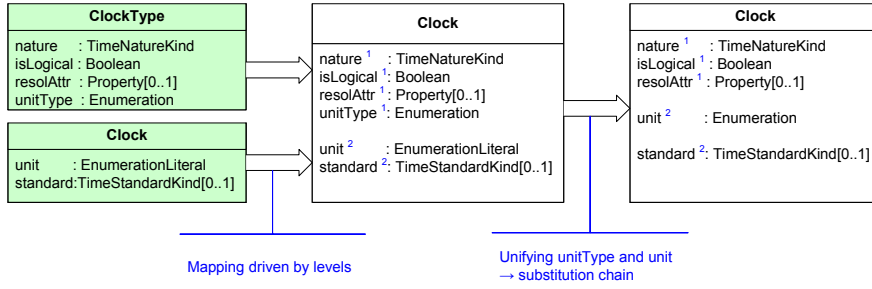 ClockType
nature : TimeNatureKind
isLogical : Boolean
resolAttr : Property[0..1]
unitType : Enumeration
Clock
unit : EnumerationLiteral
standard:TimeStandardKind[0..1]
Clock
nature 1 : TimeNatureKind
isLogical 1: Boolean
resolAttr 1: Property[0..1]
unitType 1: Enumeration
unit 2 : EnumerationLiteral
standard 2: TimeStandardKind[0..1]
Clock
nature 1 : TimeNatureKind
isLogical 1: Boolean
resolAttr 1: Property[0..1]
unit 2 : Enumeration
standard 2: TimeStandardKind[0..1]
Mapping driven by levels
Unifying unitType and unit
→ substitution chain